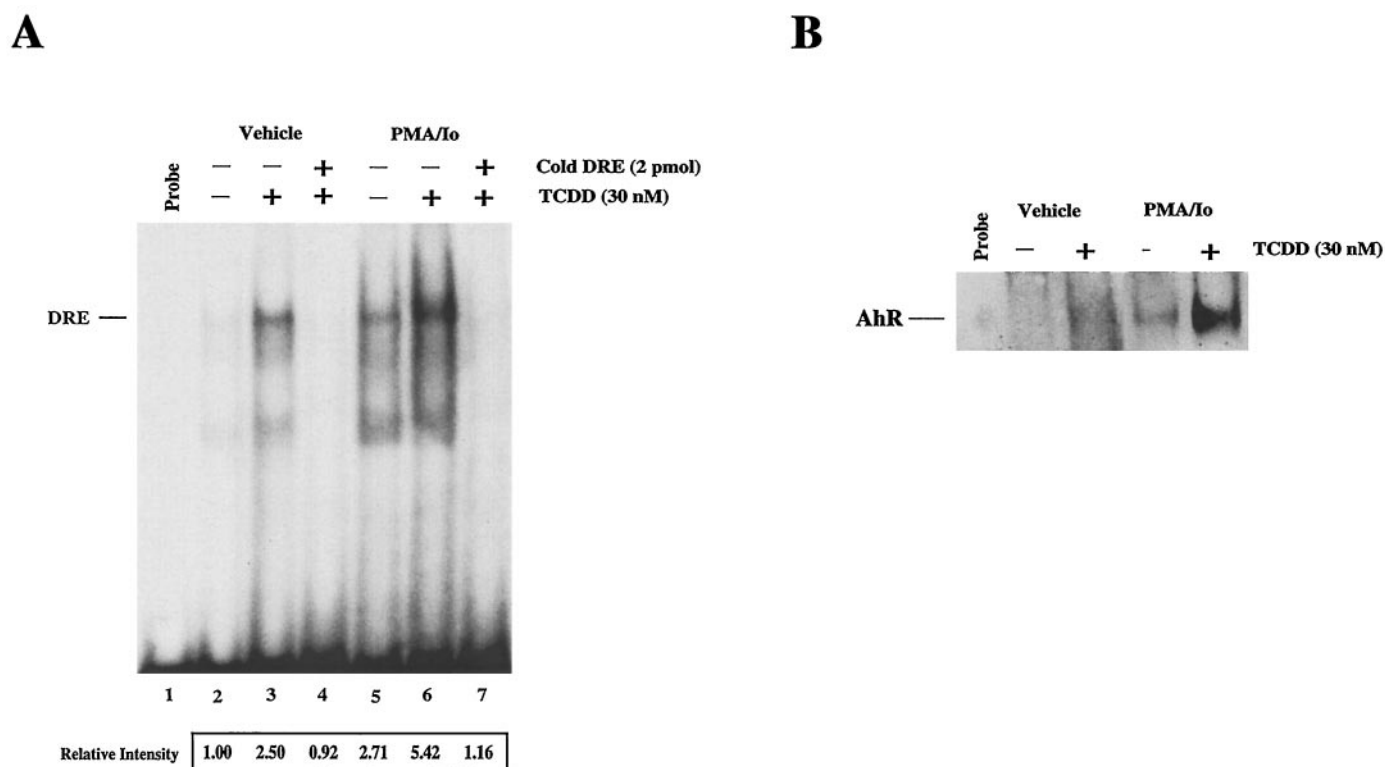 A
Vehicle PMA/Io
Probe — — + — — + Cold DRE (2 pmol)
— + + — + + TCDD (30 nM)
DRE —
1 2 3 4 5 6 7
Relative Intensity 1.00 2.50 0.92 2.71 5.42 1.16
B
Vehicle PMA/Io
Probe — + - + TCDD (30 nM)
AhR —